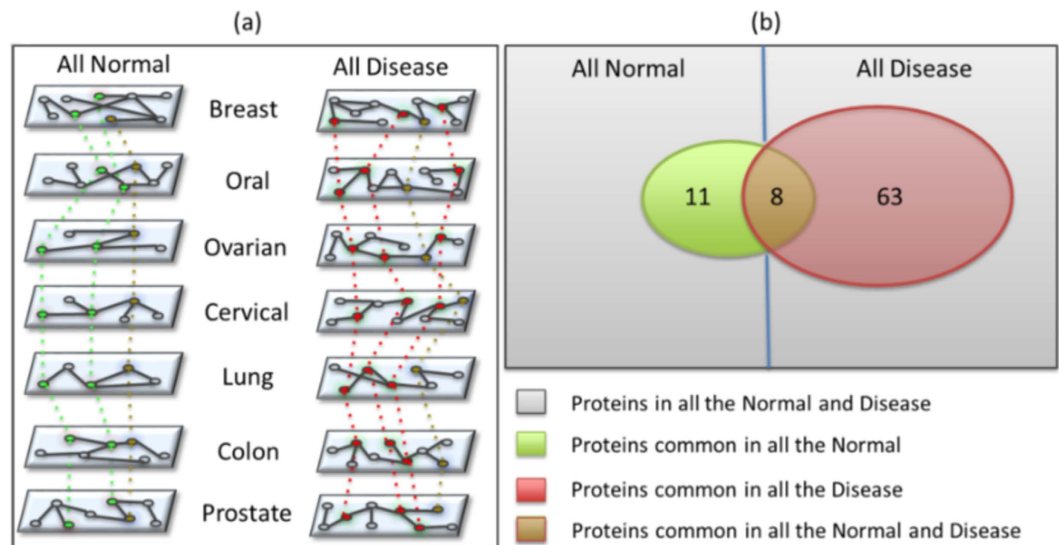 (a)
(b)
All Normal
All Disease
Breast
Oral
Ovarian
Cervical
Lung
Colon
Prostate
All Normal
All Disease
11
8
63
Proteins in all the Normal and Disease
Proteins common in all the Normal
Proteins common in all the Disease
Proteins common in all the Normal and Disease